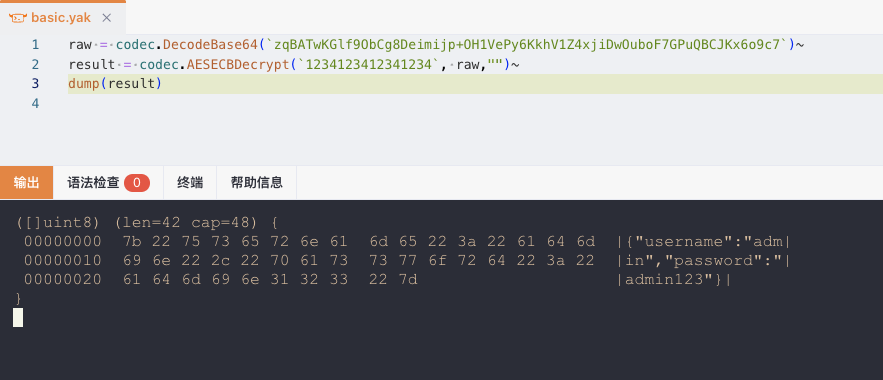 basic.yak
1 raw = codec.DecodeBase64(`zqBATwKGlf9ObCg8Deimijp+OH1VePy6KkhV1Z4xjiDwOuboF7GPuQBCJKx6o9c7`)~
2 result = codec.AESECBDecrypt(`1234123412341234`, raw,"")~
3 dump(result)
4
输出 语法检查 0 终端 帮助信息
([]uint8) (len=42 cap=48) {
00000000 7b 22 75 73 65 72 6e 61 6d 65 22 3a 22 61 64 6d |{"username":"adm|
00000010 69 6e 22 2c 22 70 61 73 73 77 6f 72 64 22 3a 22 |in","password":"|
00000020 61 64 6d 69 6e 31 32 33 22 7d |admin123"}|
}